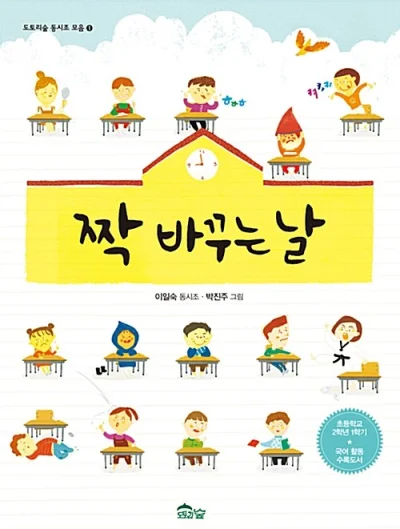 도토리숲 동시조 모음 1
ㅎㅎㅎ
짝 바꾸는 날
이일숙 동시조 · 박진주 그림
초등학교
2학년 1학기
국어 활동
수록도서
도토리숲